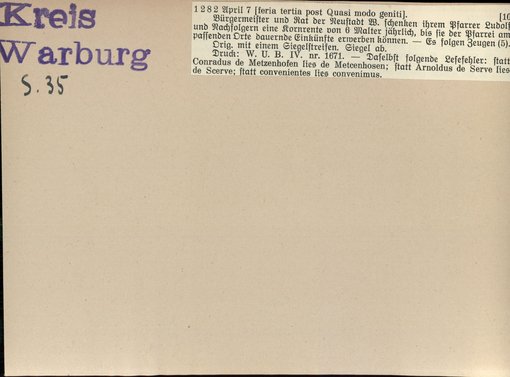 Kreis
Warburg
S. 35
1282 April 7 [feria tertia post Quasi modo geniti]. [10
Bürgermeister und Rat der Neustadt W. schenken ihrem Pfarrer Ludolf
und Nachfolgern eine Kornrente von 6 Malter jährlich, bis sie der Pfarrei am
passenden Orte dauernde Einkünfte erwerben können. — Es folgen Zeugen (5).
Orig. mit einem Siegelstreifen, Siegel ab.
Druck: W. U. B. IV. nr. 1671. — Daselbst folgende Lesefehler: statt
Conradus de Metzenhofen lies de Metcenhosen; statt Arnoldus de Serve lies
de Scerve; statt convenientes lies convenimus.